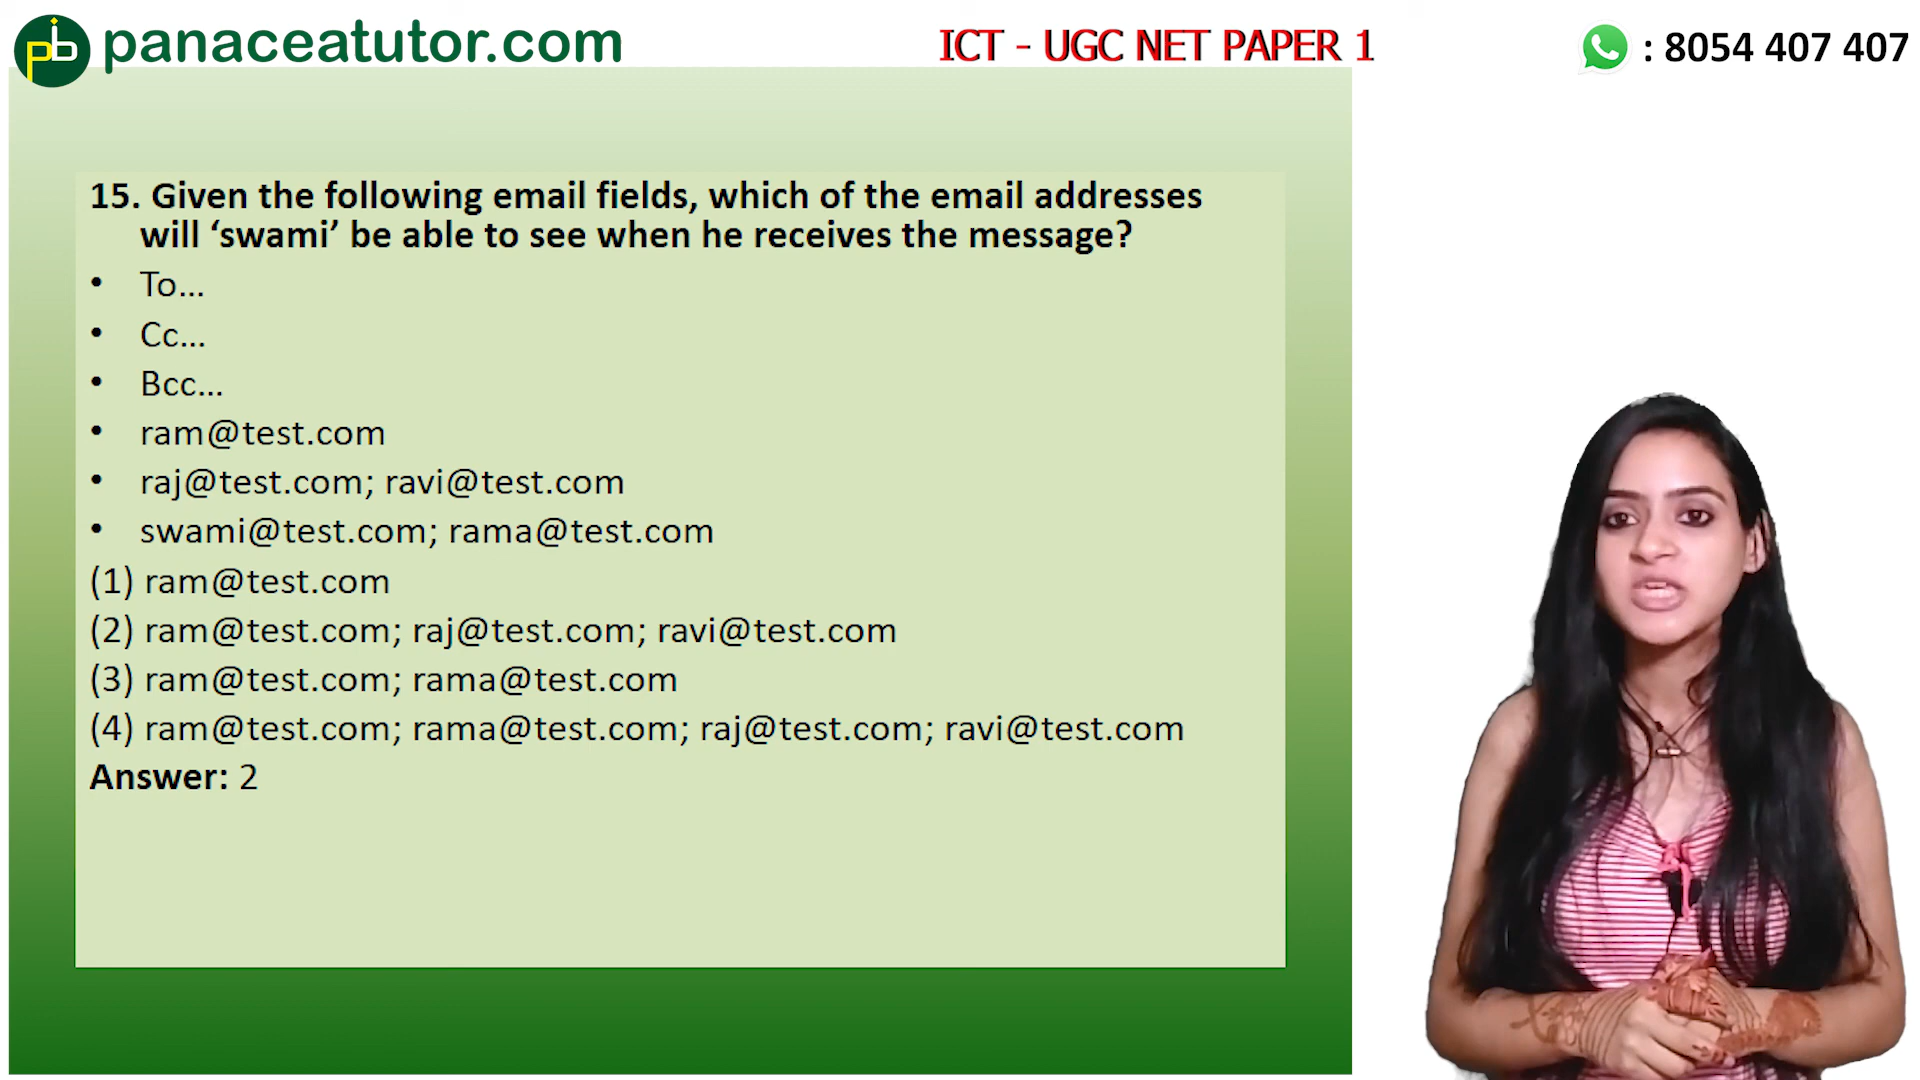 pb panaceatutor.com
ICT - UGC NET PAPER 1
: 8054 407 407
15. Given the following email fields, which of the email addresses
will ‘swami’ be able to see when he receives the message?
• To...
• Cc...
• Bcc...
• ram@test.com
• raj@test.com; ravi@test.com
• swami@test.com; rama@test.com
(1) ram@test.com
(2) ram@test.com; raj@test.com; ravi@test.com
(3) ram@test.com; rama@test.com
(4) ram@test.com; rama@test.com; raj@test.com; ravi@test.com
Answer: 2